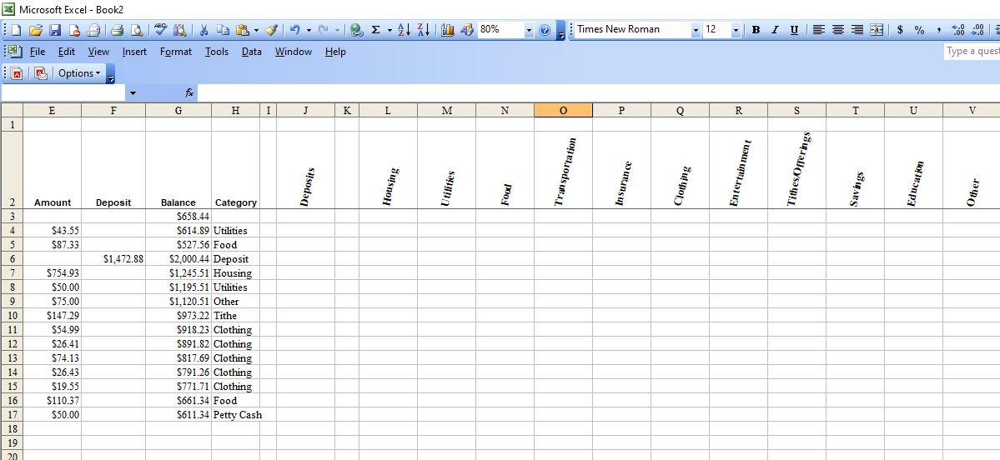 Microsoft Excel - Book2
ABC Σ A Z Z A 80% ? Times New Roman 12 B I U a $ % , .0 .00 .00 .0
File Edit View Insert Format Tools Data Window Help Type a quest
Options
fx
E F G H I J K L M N O P Q R S T U V
1
2 Amount Deposit Balance Category Deposits Housing Utilities Food Transportation Insurance Clothing Entertainment Tithes/Offerings Savings Education Other
3 $658.44
4 $43.55 $614.89 Utilities
5 $87.33 $527.56 Food
6 $1,472.88 $2,000.44 Deposit
7 $754.93 $1,245.51 Housing
8 $50.00 $1,195.51 Utilities
9 $75.00 $1,120.51 Other
10 $147.29 $973.22 Tithe
11 $54.99 $918.23 Clothing
12 $26.41 $891.82 Clothing
13 $74.13 $817.69 Clothing
14 $26.43 $791.26 Clothing
15 $19.55 $771.71 Clothing
16 $110.37 $661.34 Food
17 $50.00 $611.34 Petty Cash
18
19
20